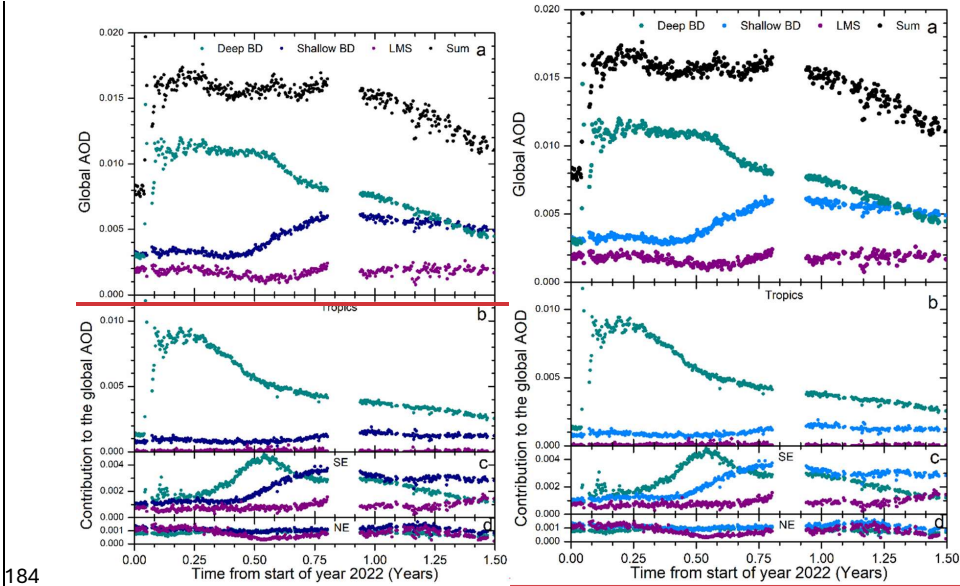 0.020
Deep BD Shallow BD LMS Sum a
0.015
0.010
0.005
0.000
Global AOD
Tropics
b
0.010
0.005
0.000
Contribution to the global AOD
SE c
0.004
0.002
0.000
NE d
0.001
0.000
0.00 0.25 0.50 0.75 1.00 1.25 1.50
Time from start of year 2022 (Years)
0.020
Deep BD Shallow BD LMS Sum a
0.015
0.010
0.005
0.000
Global AOD
Tropics
b
0.010
0.005
0.000
Contribution to the global AOD
SE c
0.004
0.002
0.000
NE d
0.001
0.000
0.00 0.25 0.50 0.75 1.00 1.25 1.50
Time from start of year 2022 (Years)
184